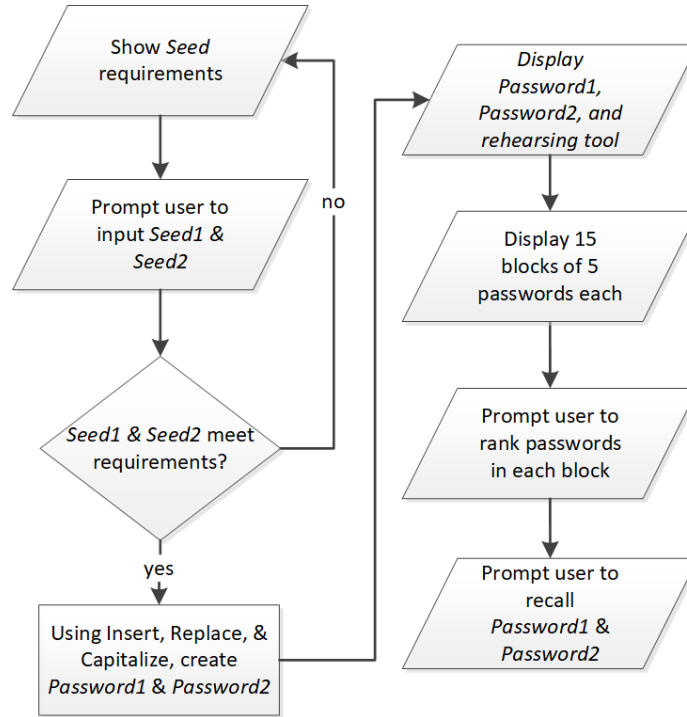 Show Seed
requirements
Prompt user to
input Seed1 &
Seed2
no
Seed1 & Seed2 meet
requirements?
yes
Using Insert, Replace, &
Capitalize, create
Password1 & Password2
Display
Password1,
Password2, and
rehearsing tool
Display 15
blocks of 5
passwords each
Prompt user to
rank passwords
in each block
Prompt user to
recall
Password1 &
Password2